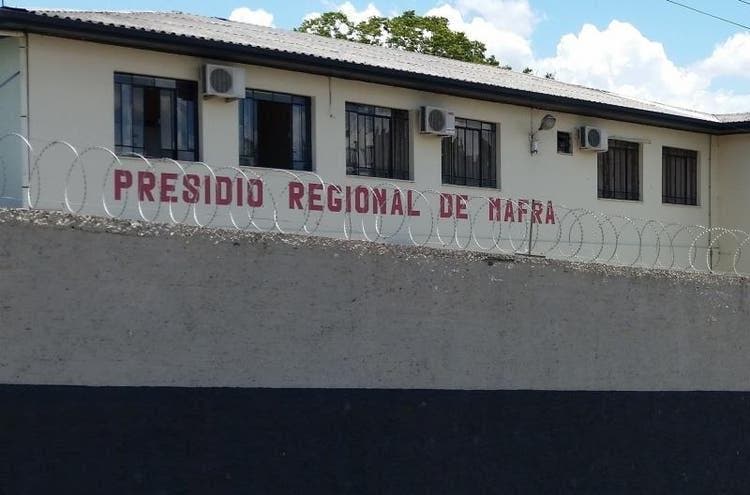 PRESIDIO REGIONAL DE MAFRA